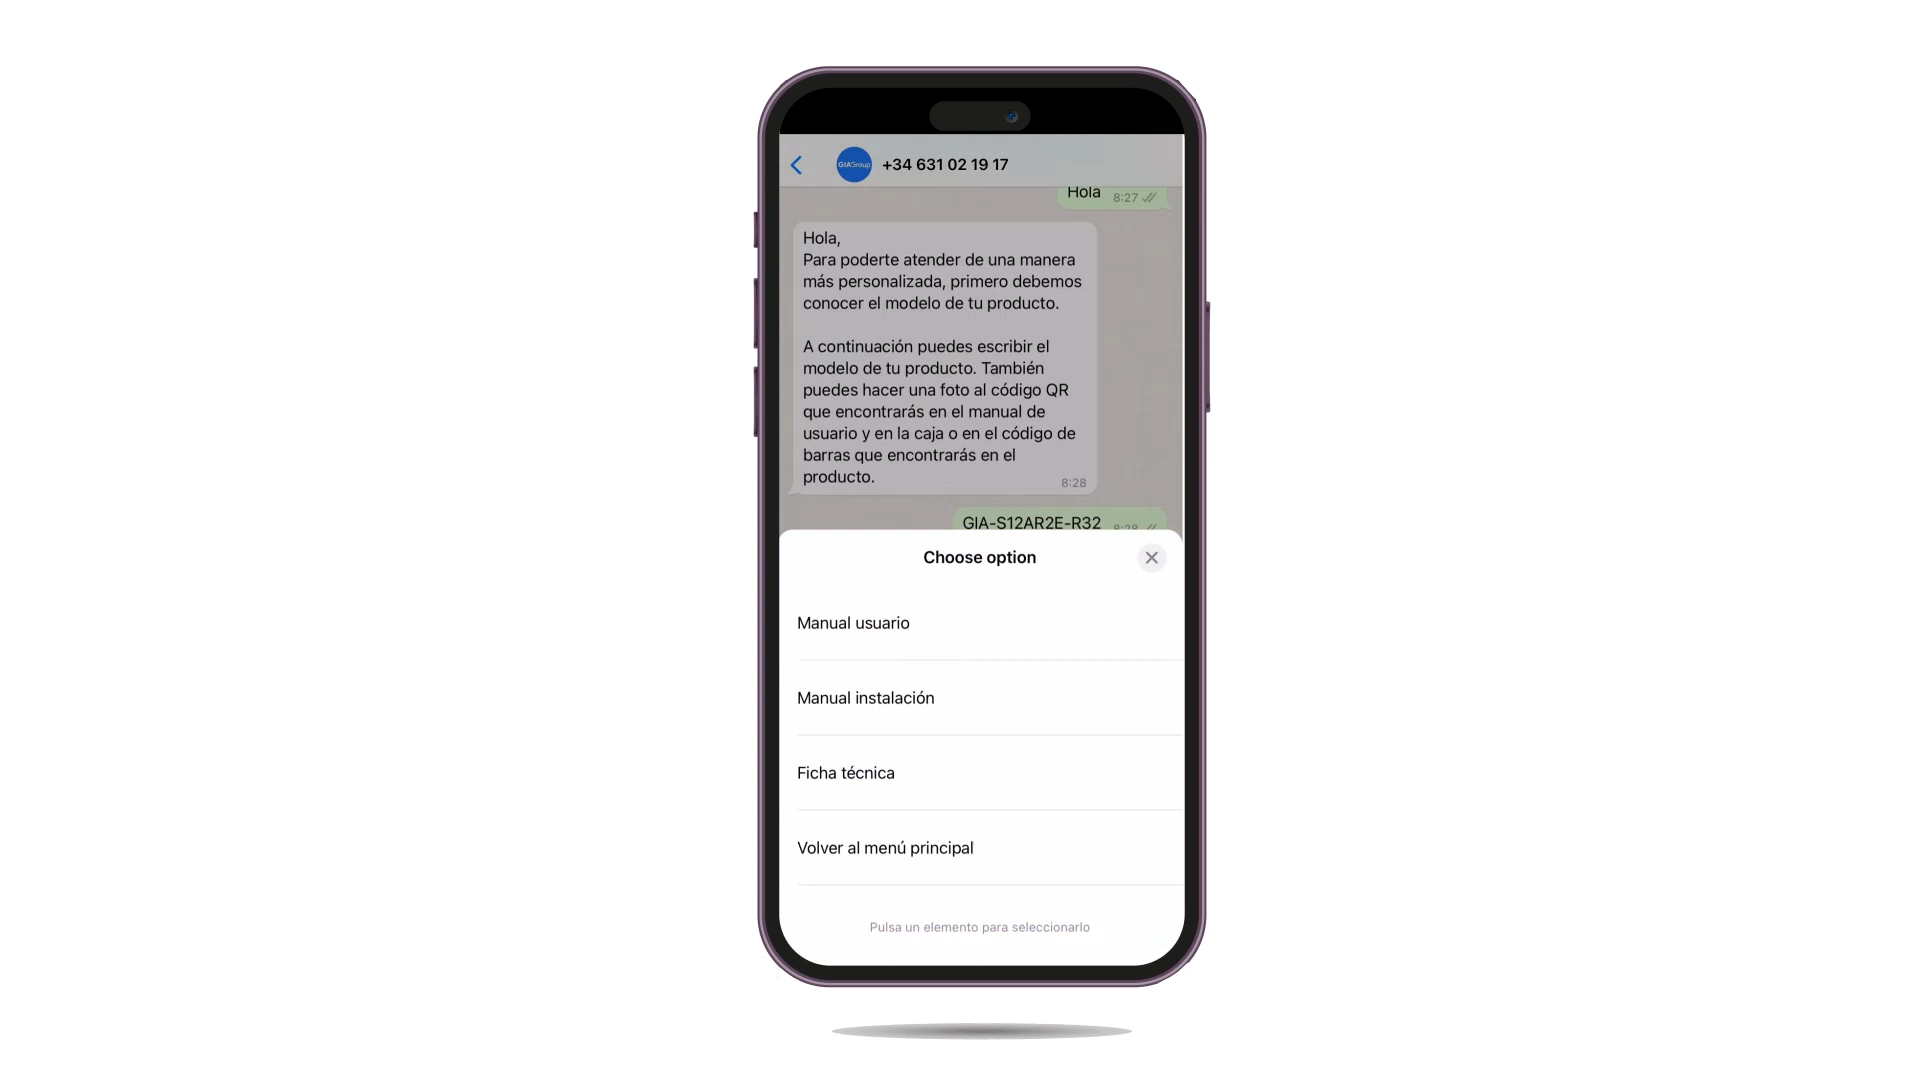 GIAGroup
+34 631 02 19 17
Hola 8:27
Hola,
Para poderte atender de una manera
más personalizada, primero debemos
conocer el modelo de tu producto.
A continuación puedes escribir el
modelo de tu producto. También
puedes hacer una foto al código QR
que encontrarás en el manual de
usuario y en la caja o en el código de
barras que encontrarás en el
producto. 8:28
GIA-S12AR2E-R32 8:28
Choose option
Manual usuario
Manual instalación
Ficha técnica
Volver al menú principal
Pulsa un elemento para seleccionarlo